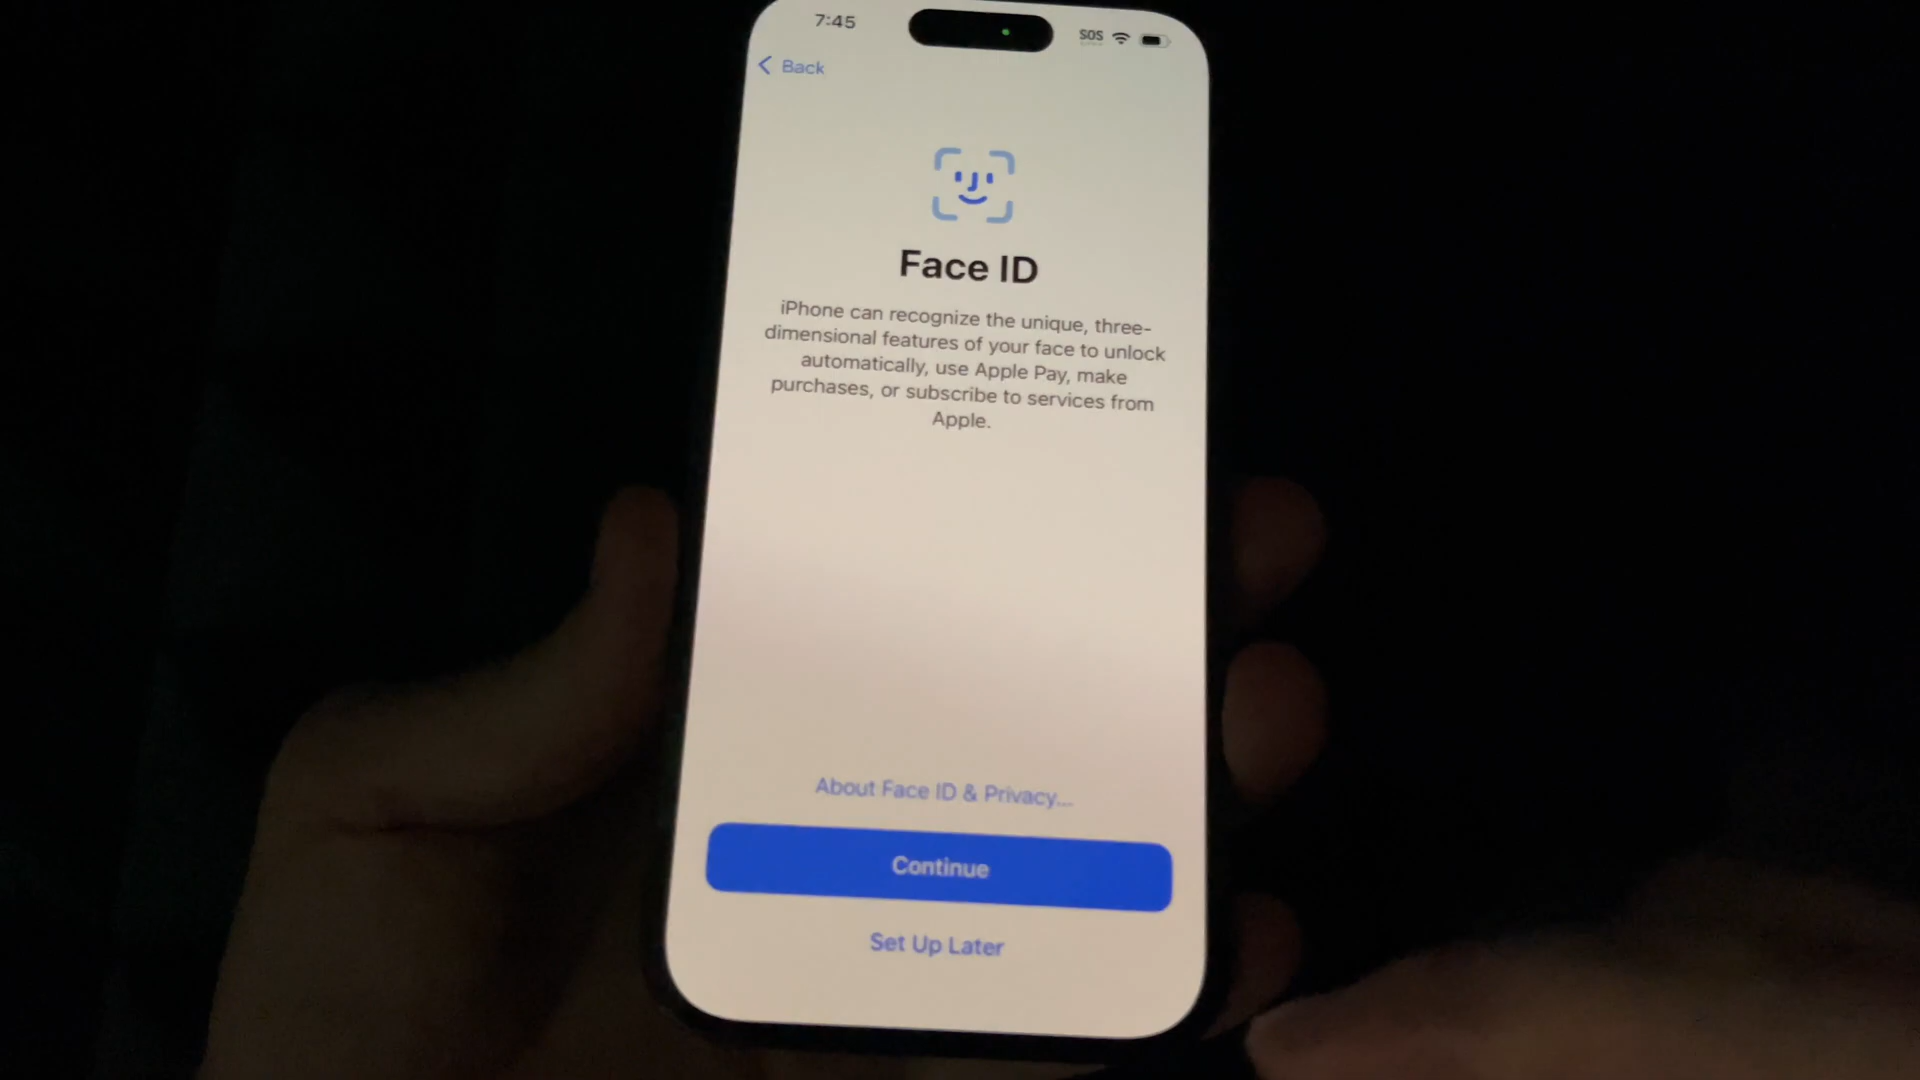 7:45
SOS
Back
Face ID
iPhone can recognize the unique, three-
dimensional features of your face to unlock
automatically, use Apple Pay, make
purchases, or subscribe to services from
Apple.
About Face ID & Privacy...
Continue
Set Up Later